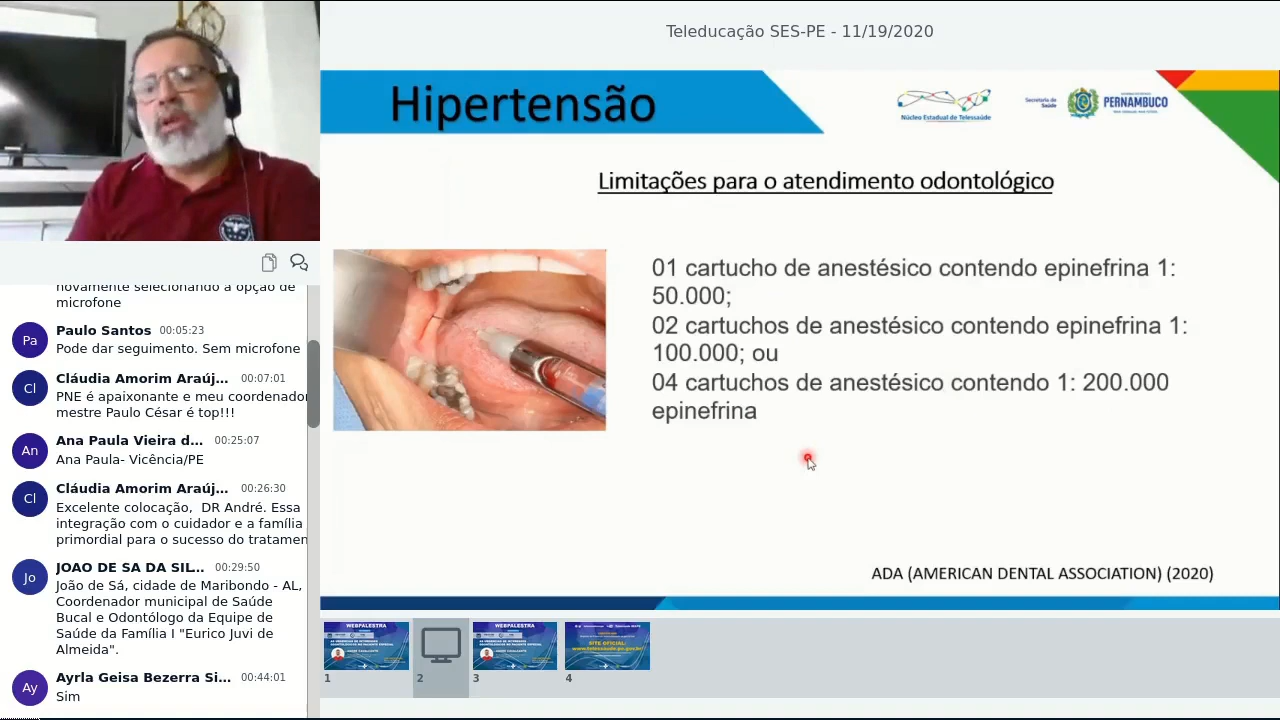 Teleducação SES-PE - 11/19/2020
Hipertensão
Núcleo Estadual de Telessaúde
Secretaria de
Saúde
PERNAMBUCO
Limitações para o atendimento odontológico
01 cartucho de anestésico contendo epinefrina 1:
50.000;
02 cartuchos de anestésico contendo epinefrina 1:
100.000; ou
04 cartuchos de anestésico contendo 1: 200.000
epinefrina
ADA (AMERICAN DENTAL ASSOCIATION) (2020)
novamente selecionando a opção de
microfone
Pa
Paulo Santos 00:05:23
Pode dar seguimento. Sem microfone
Cl
Cláudia Amorim Araúj... 00:07:01
PNE é apaixonante e meu coordenador
mestre Paulo César é top!!!
An
Ana Paula Vieira d... 00:25:07
Ana Paula- Vicência/PE
Cl
Cláudia Amorim Araúj... 00:26:30
Excelente colocação, DR André. Essa
integração com o cuidador e a família
primordial para o sucesso do tratamen
Jo
JOAO DE SA DA SIL... 00:29:50
João de Sá, cidade de Maribondo - AL,
Coordenador municipal de Saúde
Bucal e Odontólogo da Equipe de
Saúde da Família I "Eurico Juri de
Almeida".
Ay
Ayrla Geisa Bezerra Si... 00:44:01
Sim
WEBPALESTRA
WEBPALESTRA
SITE OFICIAL:
1
2
3
4